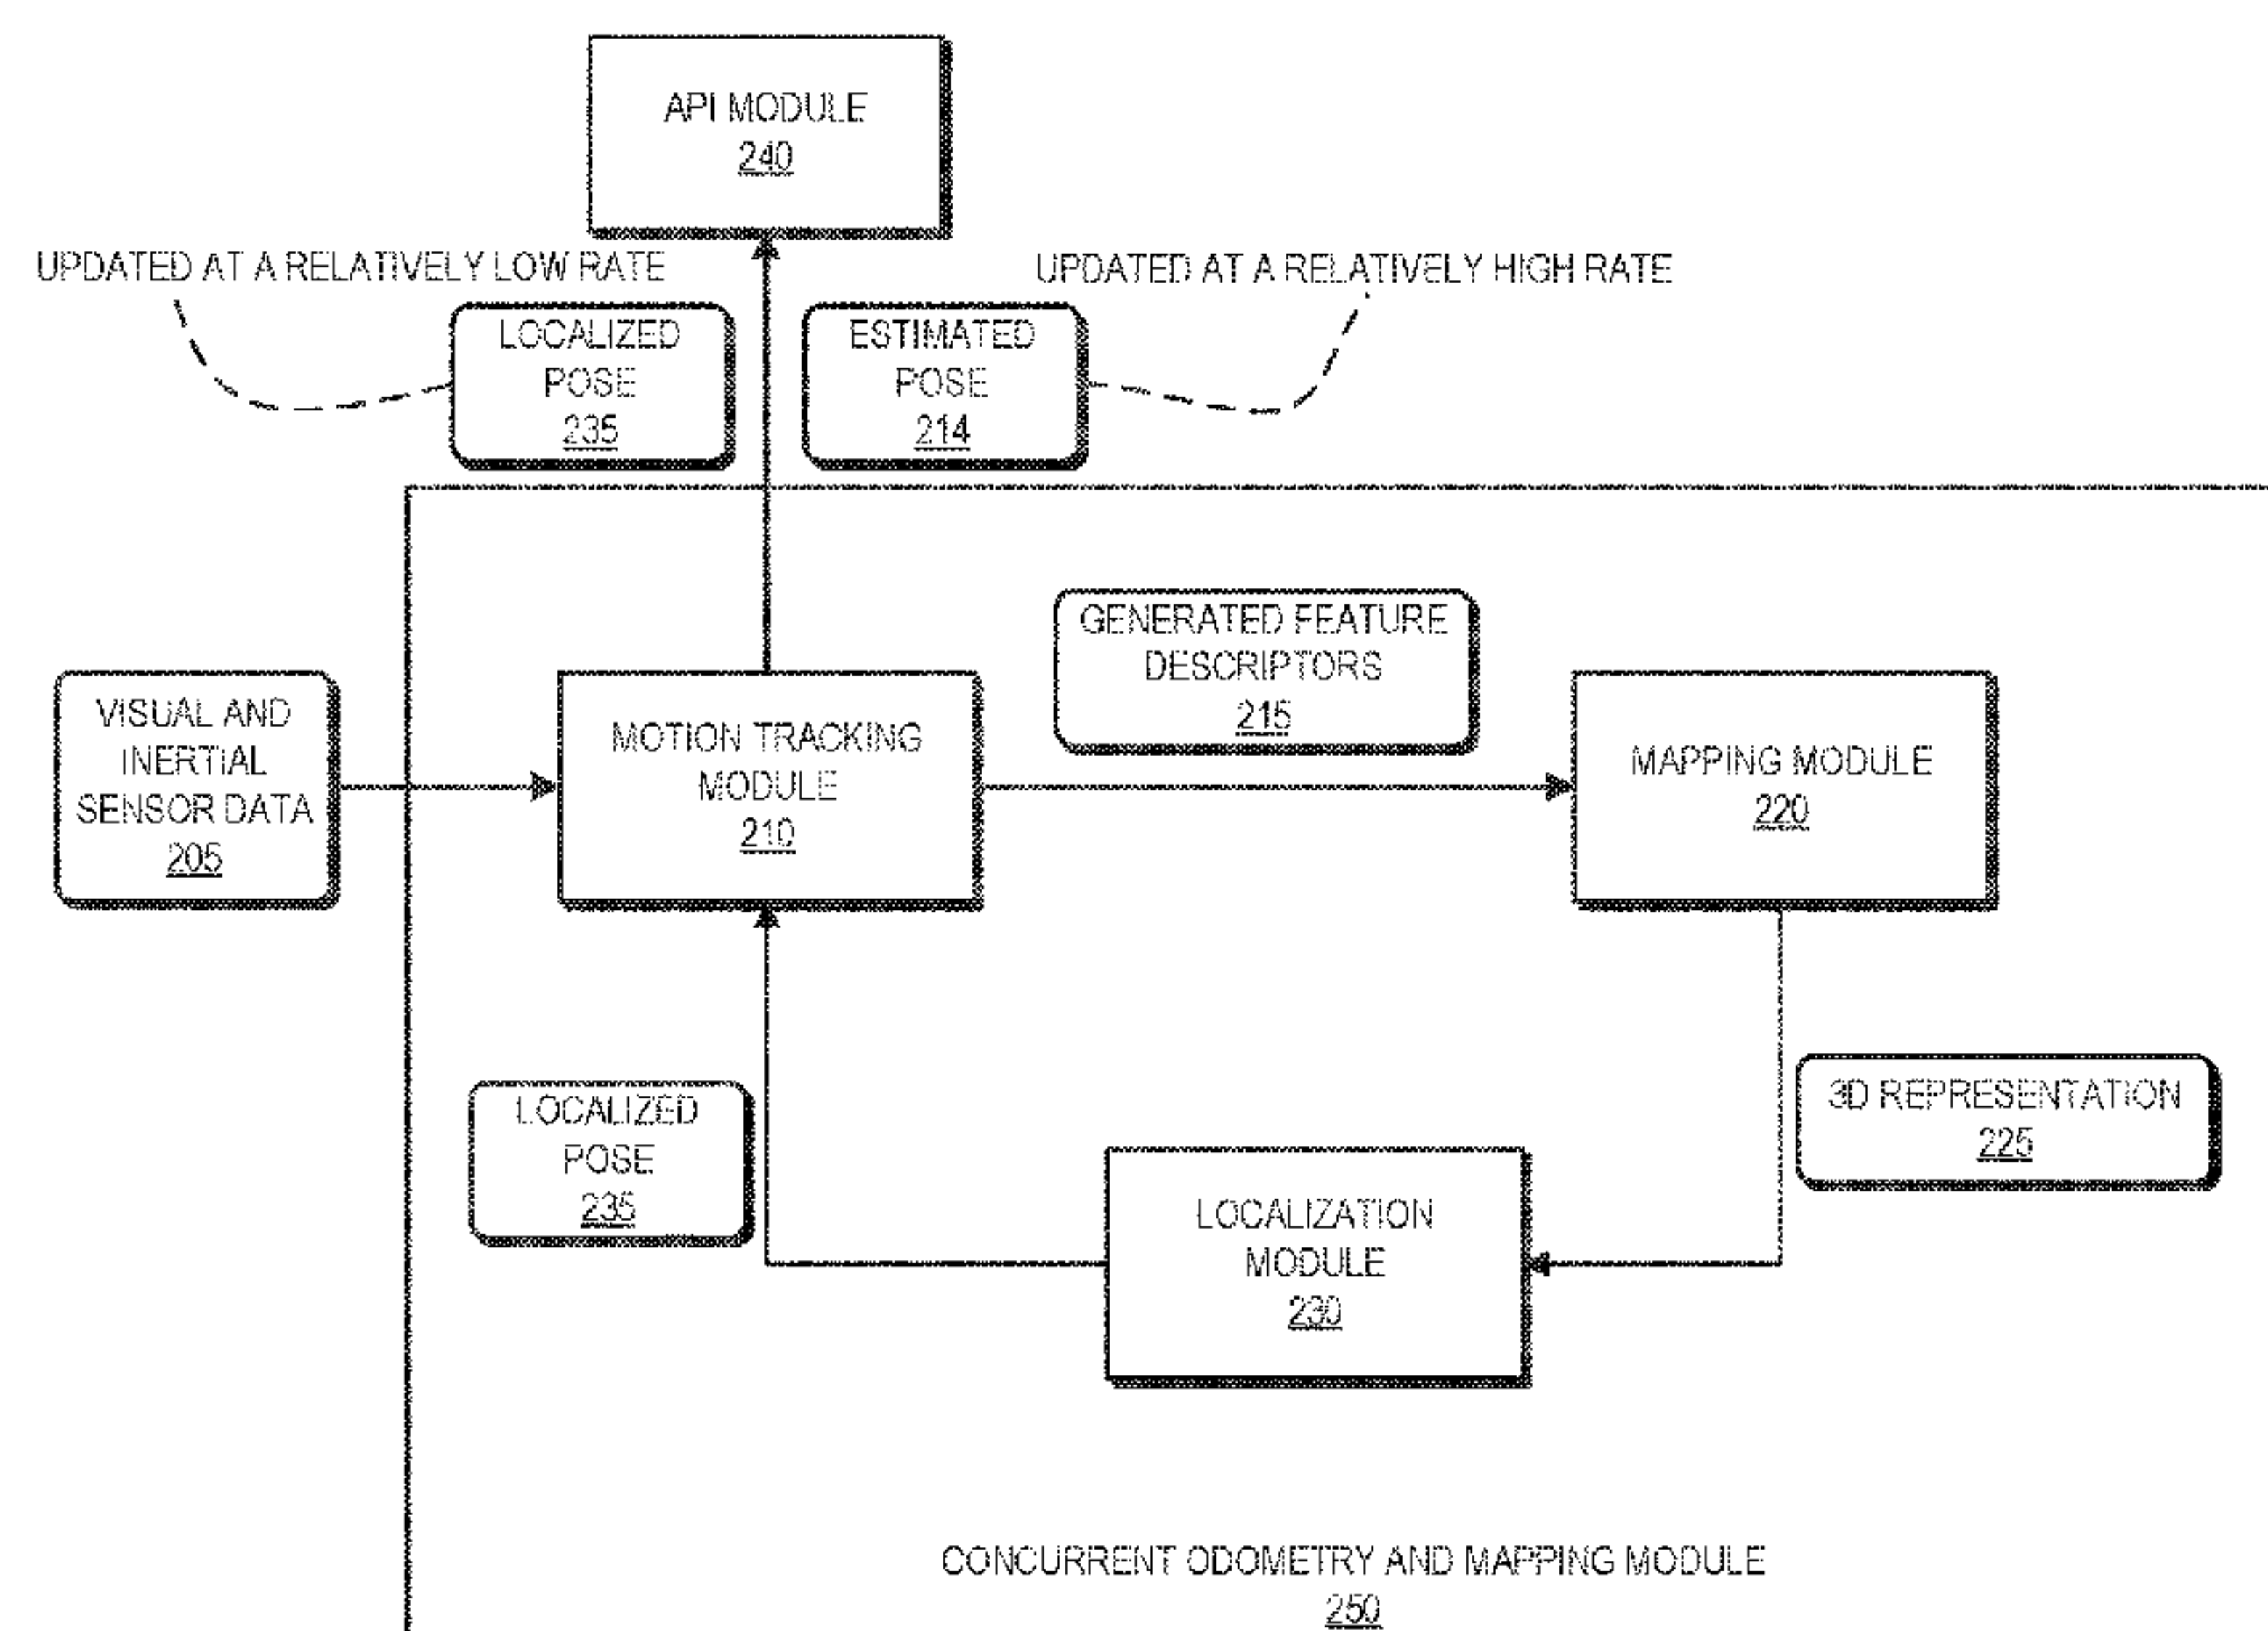 API MODULE
240
UPDATED AT A RELATIVELY LOW RATE
UPDATED AT A RELATIVELY HIGH RATE
LOCALIZED
POSE
235
ESTIMATED
POSE
214
GENERATED FEATURE
DESCRIPTORS
215
VISUAL AND
INERTIAL
SENSOR DATA
205
MOTION TRACKING
MODULE
210
MAPPING MODULE
220
LOCALIZED
POSE
235
3D REPRESENTATION
225
LOCALIZATION
MODULE
230
CONCURRENT ODOMETRY AND MAPPING MODULE
250